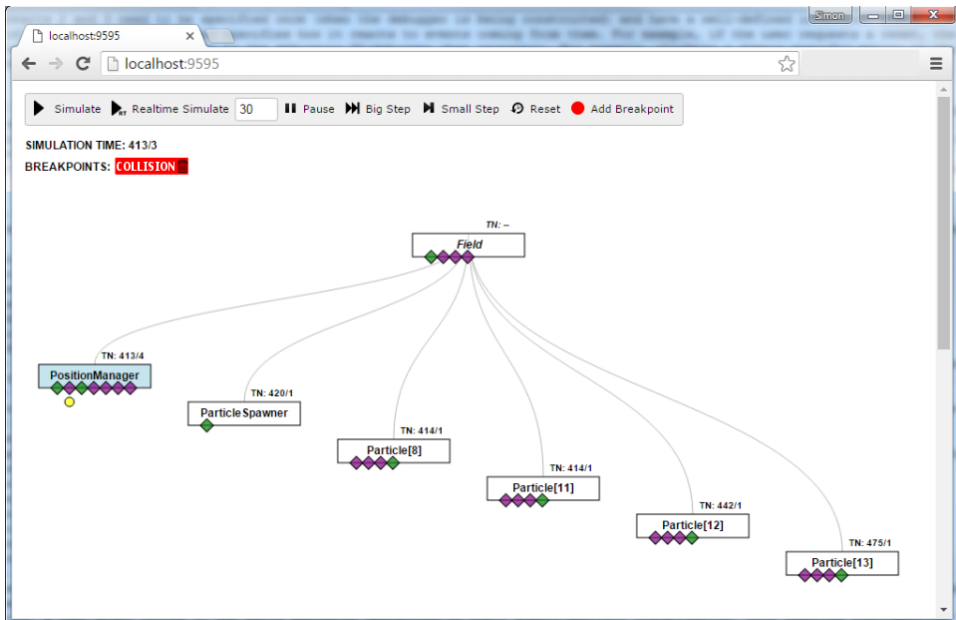 Simon
localhost:9595
localhost:9595
Simulate RT Realtime Simulate 30 Pause Big Step Small Step Reset Add Breakpoint
SIMULATION TIME: 413/3
BREAKPOINTS: COLLISION
TN: –
Field
TN: 413/4
PositionManager
TN: 420/1
ParticleSpawner
TN: 414/1
Particle[8]
TN: 414/1
Particle[11]
TN: 442/1
Particle[12]
TN: 475/1
Particle[13]